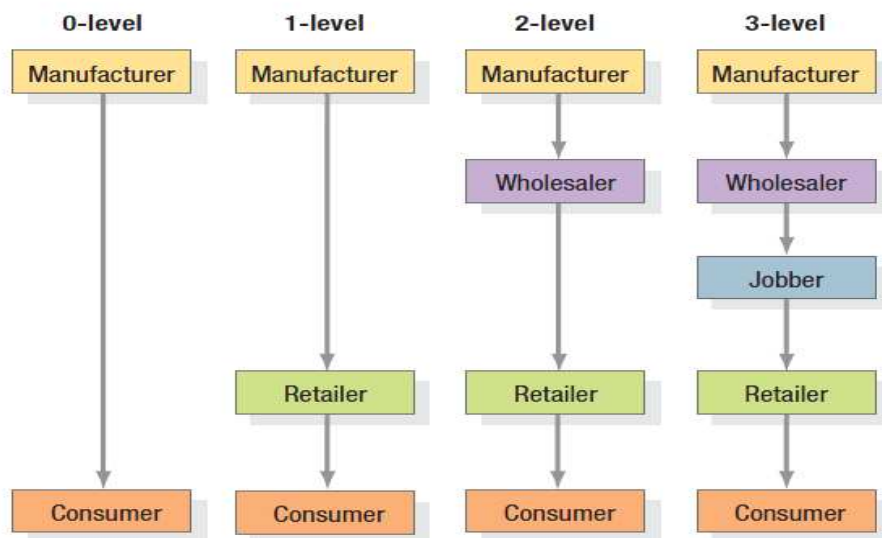 0-level 1-level 2-level 3-level
Manufacturer Manufacturer Manufacturer Manufacturer
Wholesaler Wholesaler
Jobber
Retailer Retailer Retailer
Consumer Consumer Consumer Consumer